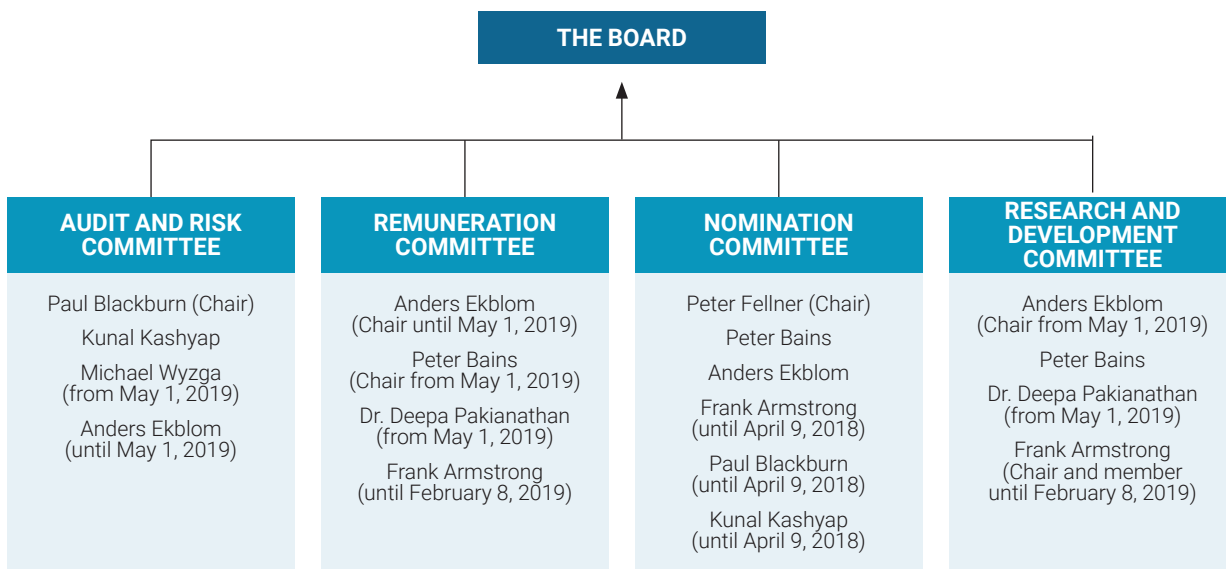 THE BOARD
AUDIT AND RISK
COMMITTEE
Paul Blackburn (Chair)
Kunal Kashyap
Michael Wyzga
(from May 1, 2019)
Anders Ekblom
(until May 1, 2019)
REMUNERATION
COMMITTEE
Anders Ekblom
(Chair until May 1, 2019)
Peter Bains
(Chair from May 1, 2019)
Dr. Deepa Pakianathan
(from May 1, 2019)
Frank Armstrong
(until February 8, 2019)
NOMINATION
COMMITTEE
Peter Fellner (Chair)
Peter Bains
Anders Ekblom
Frank Armstrong
(until April 9, 2018)
Paul Blackburn
(until April 9, 2018)
Kunal Kashyap
(until April 9, 2018)
RESEARCH AND
DEVELOPMENT
COMMITTEE
Anders Ekblom
(Chair from May 1, 2019)
Peter Bains
Dr. Deepa Pakianathan
(from May 1, 2019)
Frank Armstrong
(Chair and member
until February 8, 2019)